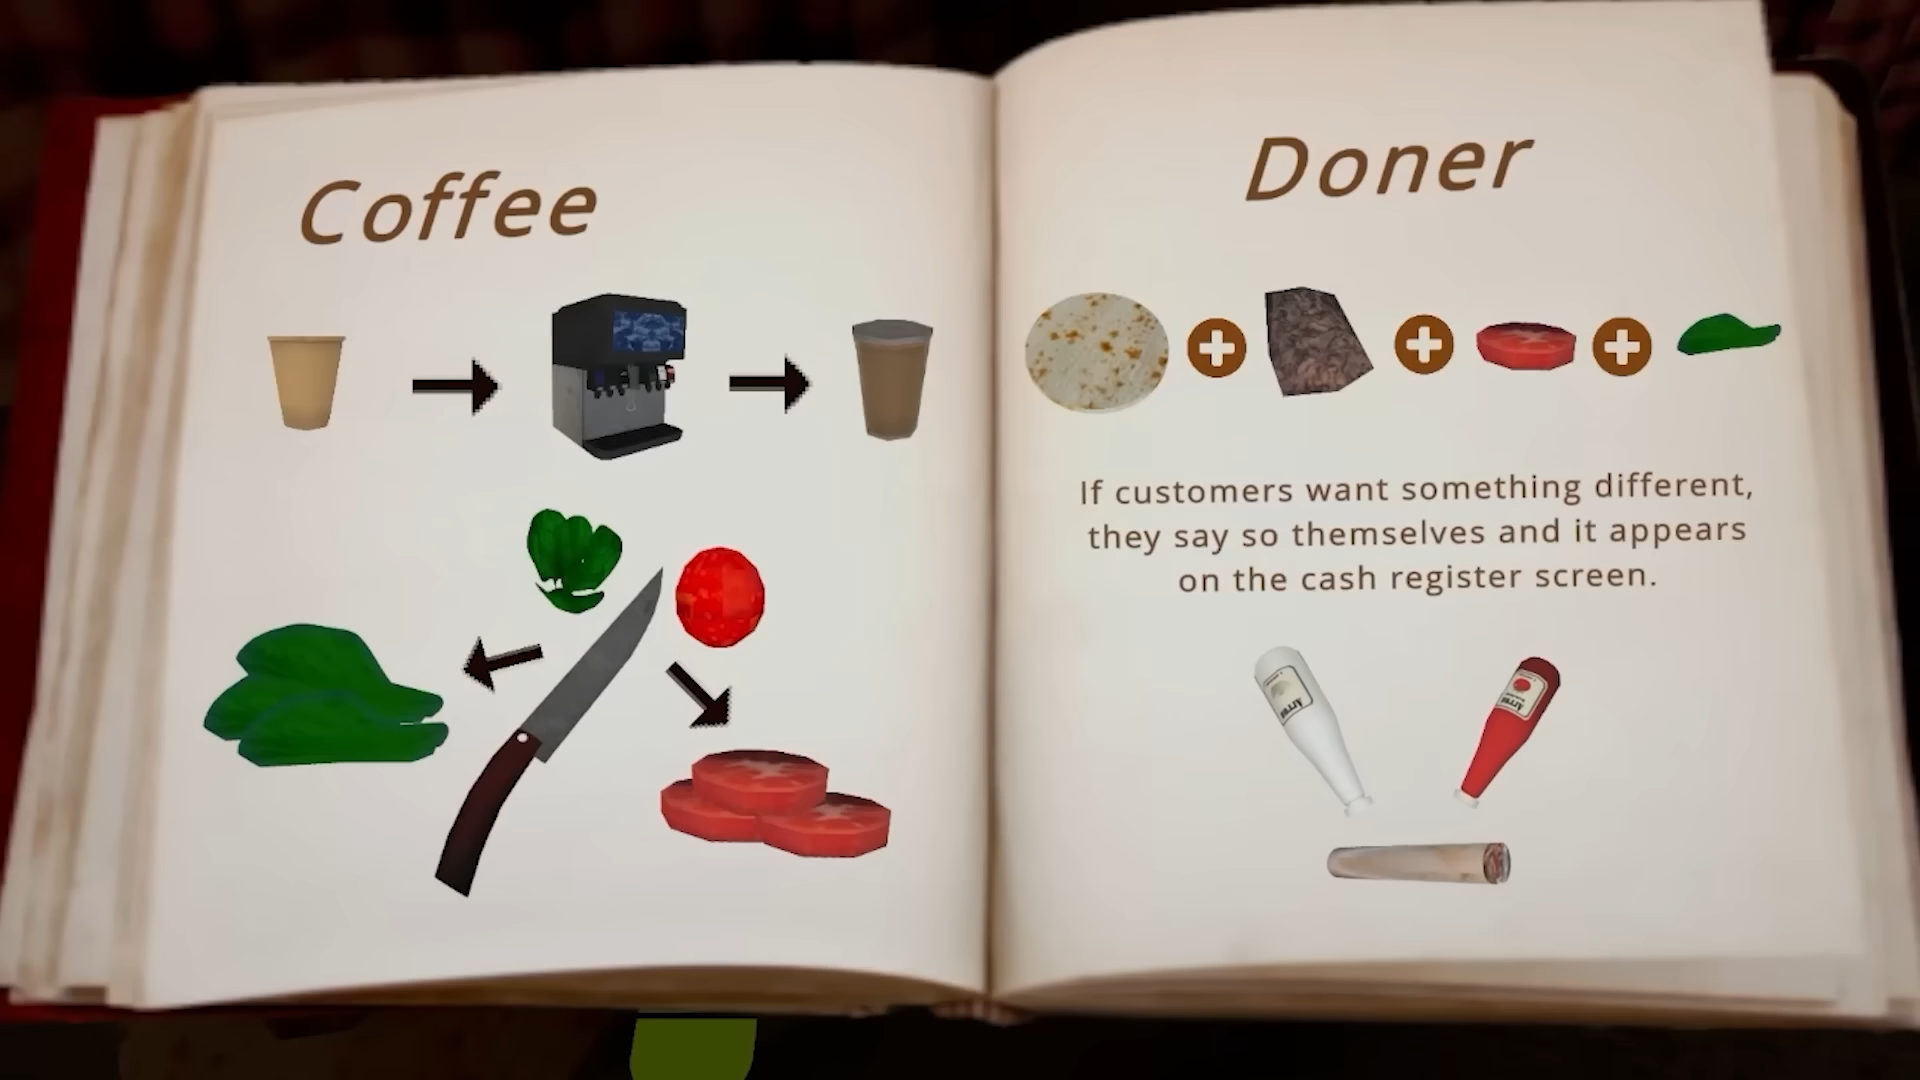 Coffee
Doner
If customers want something different,
they say so themselves and it appears
on the cash register screen.